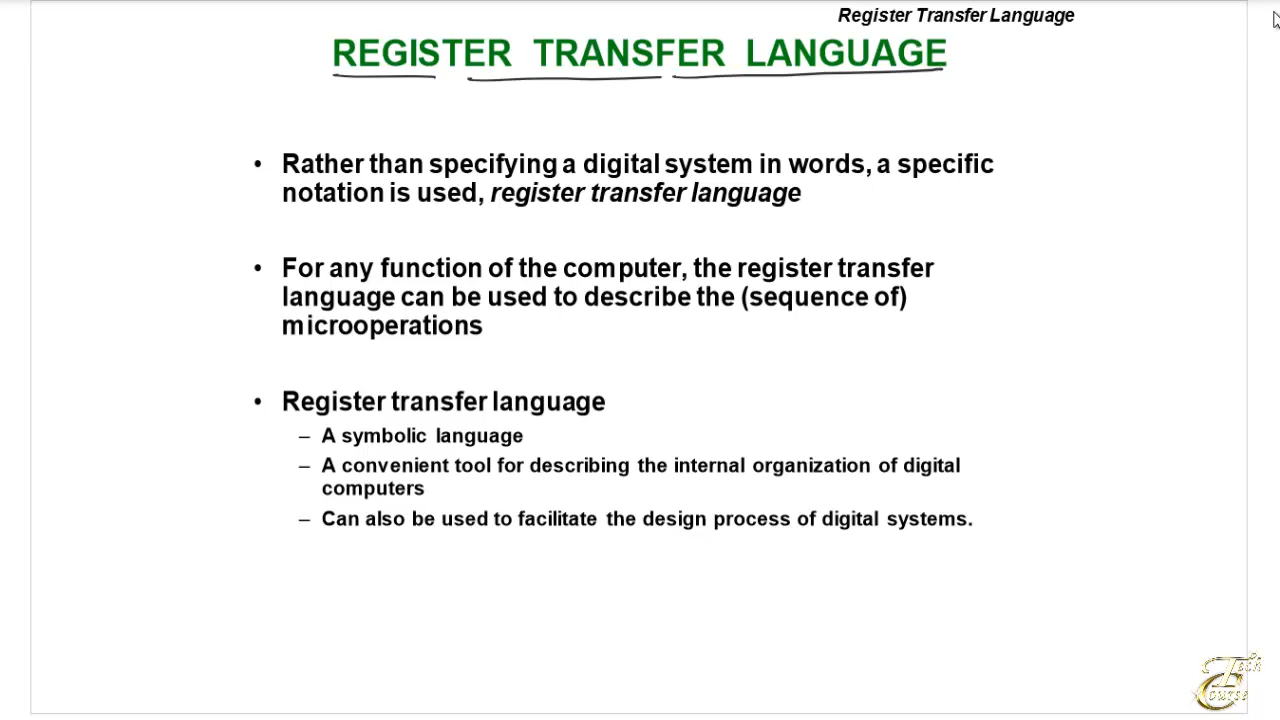 Register Transfer Language
REGISTER TRANSFER LANGUAGE
• Rather than specifying a digital system in words, a specific
notation is used, register transfer language
• For any function of the computer, the register transfer
language can be used to describe the (sequence of)
microoperations
• Register transfer language
– A symbolic language
– A convenient tool for describing the internal organization of digital
computers
– Can also be used to facilitate the design process of digital systems.
Tech
Course